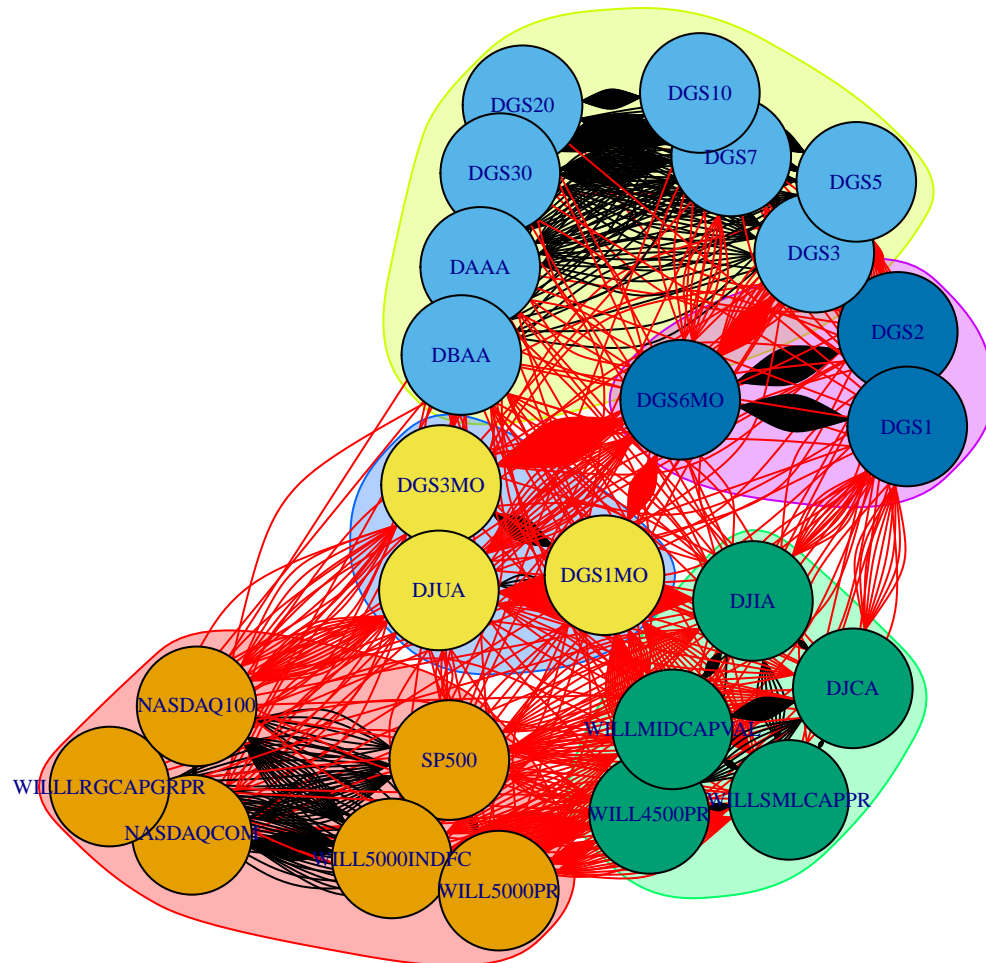 DGS10
DGS20
DGS7
DGS30
DGS5
DGS3
DAAA
DGS2
DBAA
DGS6MO
DGS1
DGS3MO
DGS1MO
DJUA
DJIA
DJCA
NASDAQ100
WILLMIDCAPVAL
SP500
WILLLRGCAPGRPR
WILLSMLCAPPR
WILL4500PR
NASDAQCOM
WILL5000INDFC
WILL5000PR